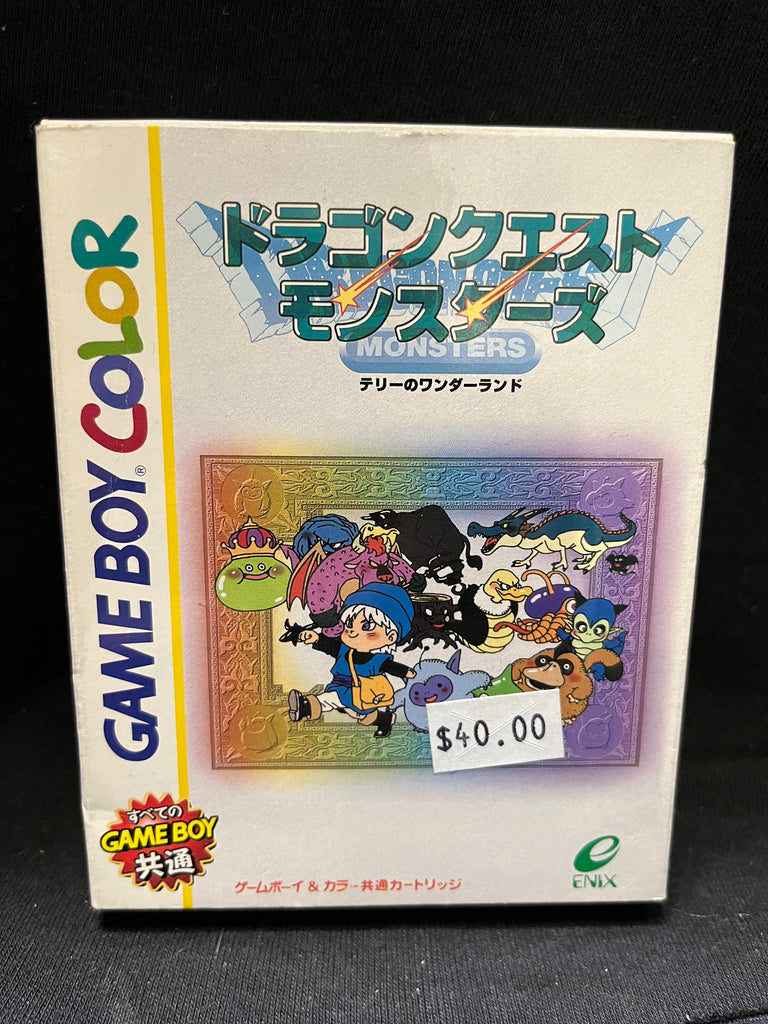 GAME BOY COLOR
ドラゴンクエスト
モンスターズ
MONSTERS
テリーのワンダーランド
$40.00
すべての
GAME BOY
共通
ゲームボーイ & カラー共通カートリッジ
ENIX